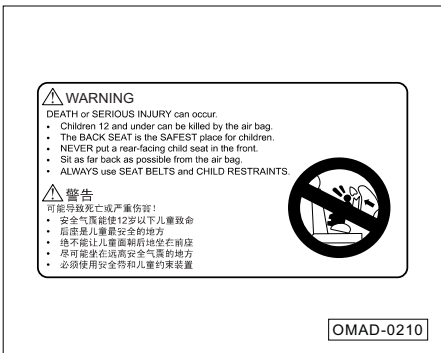 ⚠ WARNING
DEATH or SERIOUS INJURY can occur.
• Children 12 and under can be killed by the air bag.
• The BACK SEAT is the SAFEST place for children.
• NEVER put a rear-facing child seat in the front.
• Sit as far back as possible from the air bag.
• ALWAYS use SEAT BELTS and CHILD RESTRAINTS.
⚠ 警告
可能导致死亡或严重伤害!
• 安全气囊能使12岁以下儿童致命
• 后座是儿童最安全的地方
• 绝不能让儿童面朝后地坐在前座
• 尽可能坐在远离安全气囊的地方
• 必须使用安全带和儿童约束装置
OMAD-0210